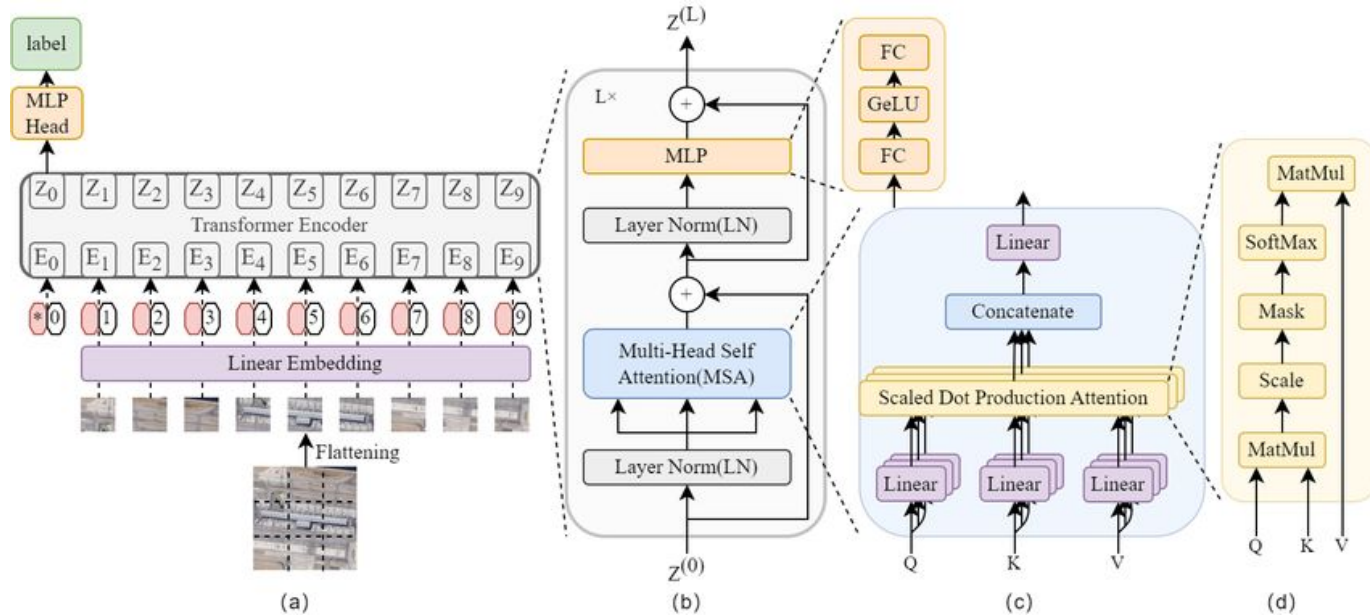 label
MLP
Head
Z0 Z1 Z2 Z3 Z4 Z5 Z6 Z7 Z8 Z9
Transformer Encoder
E0 E1 E2 E3 E4 E5 E6 E7 E8 E9
*0 1 2 3 4 5 6 7 8 9
Linear Embedding
Flattening
(a)
Z(L)
L×
+
MLP
Layer Norm(LN)
+
Multi-Head Self
Attention(MSA)
Layer Norm(LN)
Z(0)
(b)
FC
GeLU
FC
Linear
Concatenate
Scaled Dot Production Attention
Linear Linear Linear
Q K V
(c)
MatMul
SoftMax
Mask
Scale
MatMul
Q K V
(d)